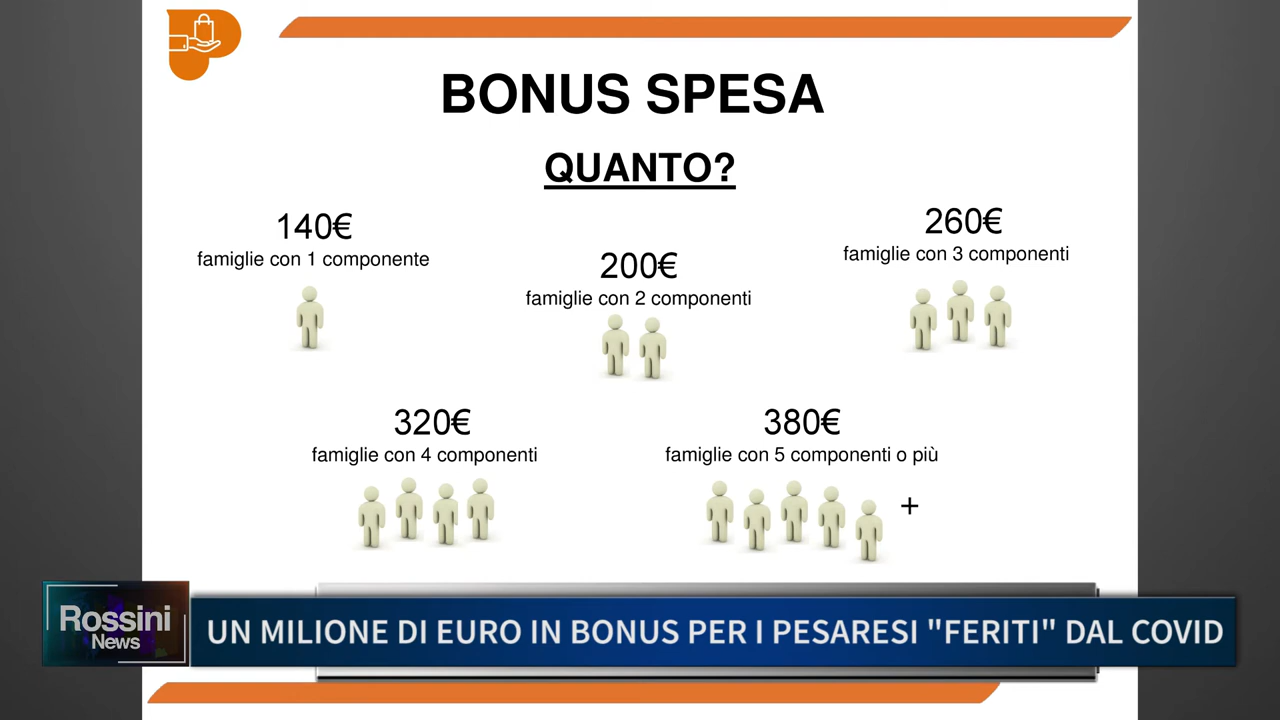 BONUS SPESA
QUANTO?
140€
famiglie con 1 componente
200€
famiglie con 2 componenti
260€
famiglie con 3 componenti
320€
famiglie con 4 componenti
380€
famiglie con 5 componenti o più
+
Rossini
News
UN MILIONE DI EURO IN BONUS PER I PESARESI "FERITI" DAL COVID